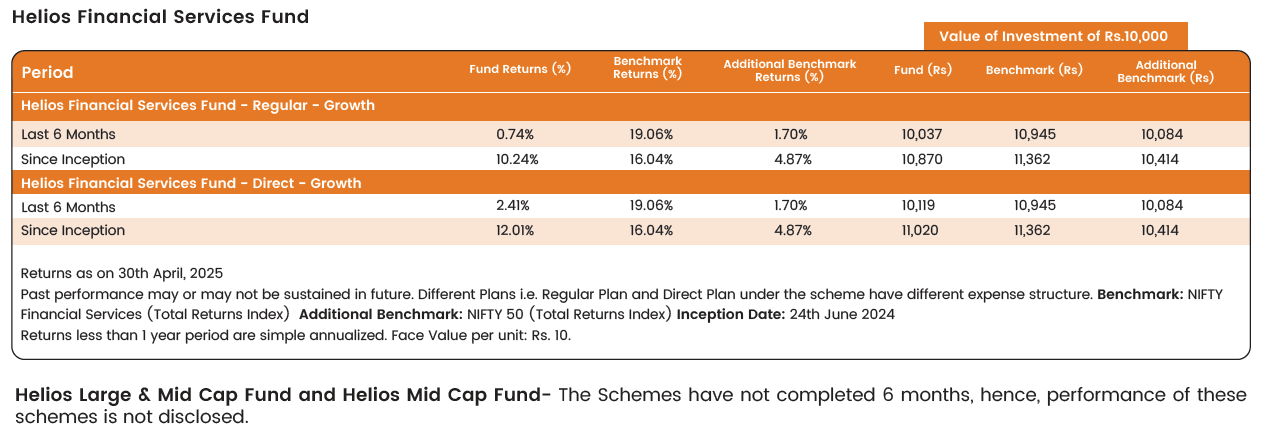 Helios Financial Services Fund
Value of Investment of Rs.10,000
Period Fund Returns (%) Benchmark Returns (%) Additional Benchmark Returns (%) Fund (Rs) Benchmark (Rs) Additional Benchmark (Rs)
Helios Financial Services Fund - Regular - Growth
Last 6 Months 0.74% 19.06% 1.70% 10,037 10,945 10,084
Since Inception 10.24% 16.04% 4.87% 10,870 11,362 10,414
Helios Financial Services Fund - Direct - Growth
Last 6 Months 2.41% 19.06% 1.70% 10,119 10,945 10,084
Since Inception 12.01% 16.04% 4.87% 11,020 11,362 10,414
Returns as on 30th April, 2025
Past performance may or may not be sustained in future. Different Plans i.e. Regular Plan and Direct Plan under the scheme have different expense structure. Benchmark: NIFTY
Financial Services (Total Returns Index) Additional Benchmark: NIFTY 50 (Total Returns Index) Inception Date: 24th June 2024
Returns less than 1 year period are simple annualized. Face Value per unit: Rs. 10.
Helios Large & Mid Cap Fund and Helios Mid Cap Fund- The Schemes have not completed 6 months, hence, performance of these
schemes is not disclosed.